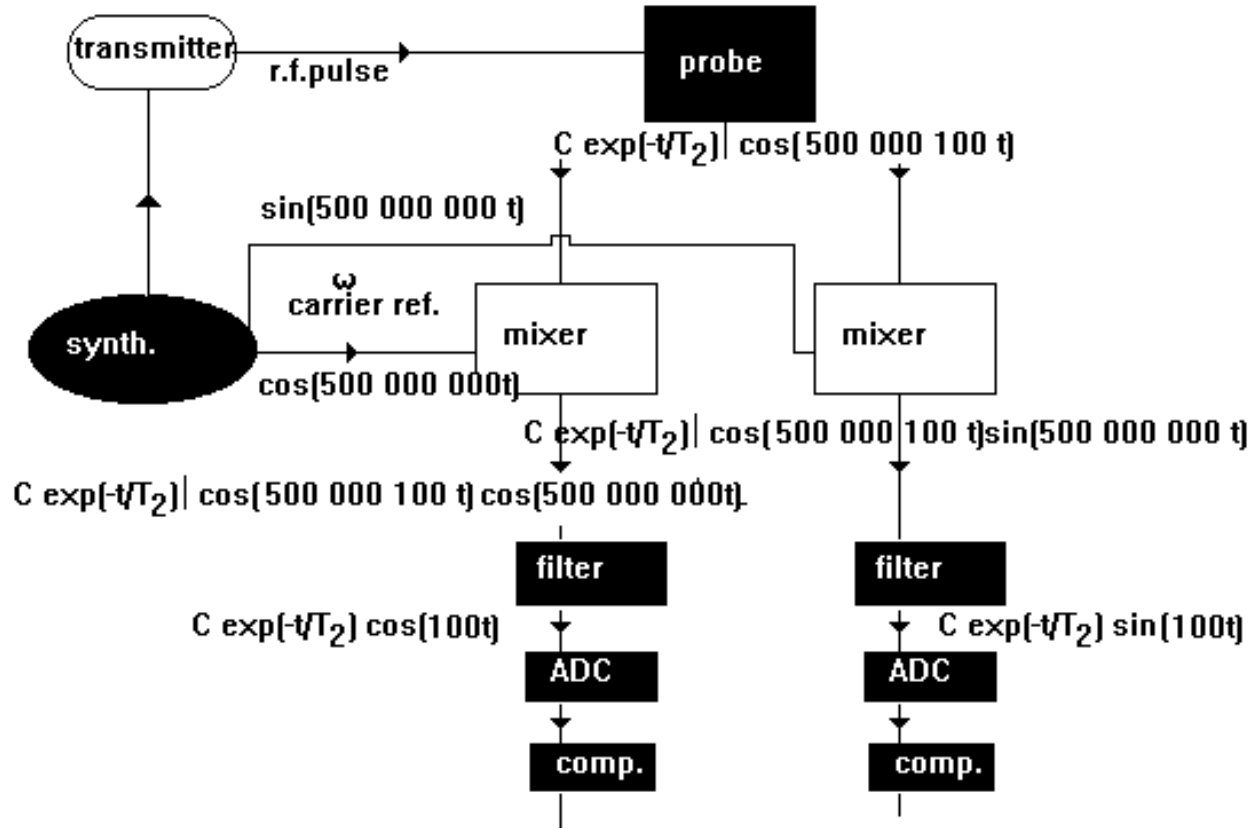 transmitter
r.f.pulse
probe
C exp(-t/T2) cos(500 000 100 t)
sin(500 000 000 t)
ω
carrier ref.
synth.
mixer
mixer
cos(500 000 000t)
C exp(-t/T2) cos(500 000 100 t)sin(500 000 000 t)
C exp(-t/T2) cos(500 000 100 t) cos(500 000 000t).
filter
filter
C exp(-t/T2) cos(100t)
C exp(-t/T2) sin(100t)
ADC
ADC
comp.
comp.